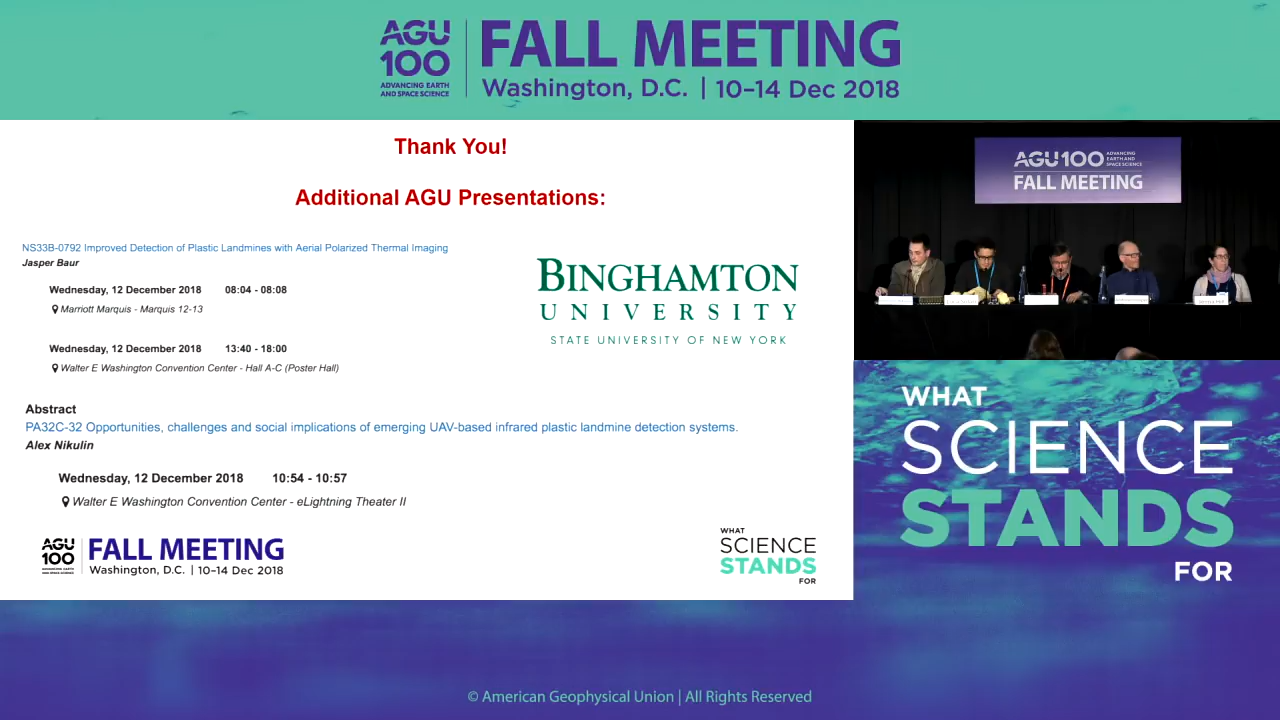 AGU
100
ADVANCING EARTH
AND SPACE SCIENCE
FALL MEETING
Washington, D.C. | 10–14 Dec 2018
Thank You!
Additional AGU Presentations:
NS33B-0792 Improved Detection of Plastic Landmines with Aerial Polarized Thermal Imaging
Jasper Baur
Wednesday, 12 December 2018 08:04 - 08:08
Marriott Marquis - Marquis 12-13
Wednesday, 12 December 2018 13:40 - 18:00
Walter E Washington Convention Center - Hall A-C (Poster Hall)
BINGHAMTON
UNIVERSITY
STATE UNIVERSITY OF NEW YORK
Abstract
PA32C-32 Opportunities, challenges and social implications of emerging UAV-based infrared plastic landmine detection systems.
Alex Nikulin
Wednesday, 12 December 2018 10:54 - 10:57
Walter E Washington Convention Center - eLightning Theater II
AGU
100
ADVANCING EARTH
AND SPACE SCIENCE
FALL MEETING
Washington, D.C. | 10-14 Dec 2018
WHAT
SCIENCE
STANDS
FOR
AGU100 ADVANCING
EARTH AND
SPACE SCIENCE
FALL MEETING
WHAT
SCIENCE
STANDS
FOR
© American Geophysical Union | All Rights Reserved